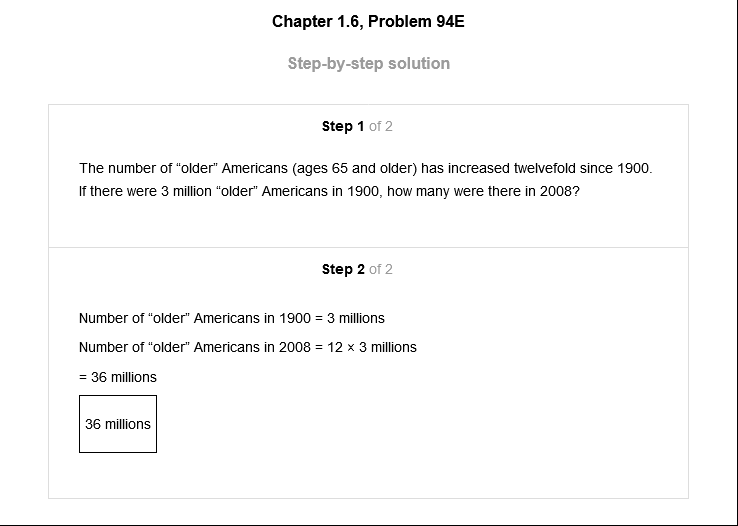 Chapter 1.6, Problem 94E
Step-by-step solution
Step 1 of 2
The number of “older” Americans (ages 65 and older) has increased twelvefold since 1900.
If there were 3 million “older” Americans in 1900, how many were there in 2008?
Step 2 of 2
Number of “older” Americans in 1900 = 3 millions
Number of “older” Americans in 2008 = 12 × 3 millions
= 36 millions
36 millions